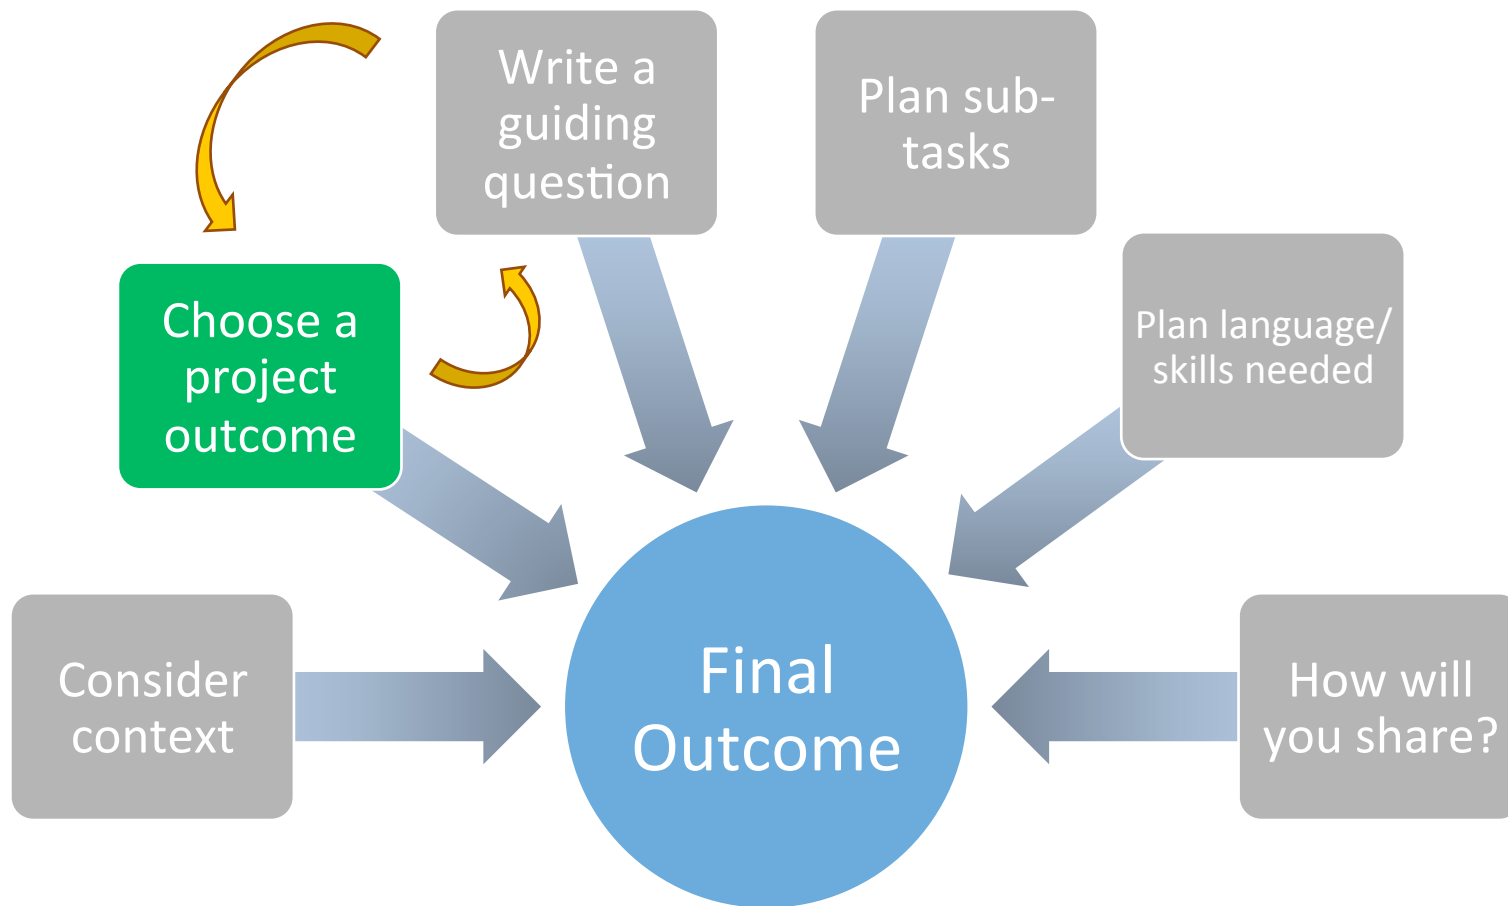 Write a
guiding
question
Plan sub-
tasks
Choose a
project
outcome
Plan language/
skills needed
Consider
context
Final
Outcome
How will
you share?